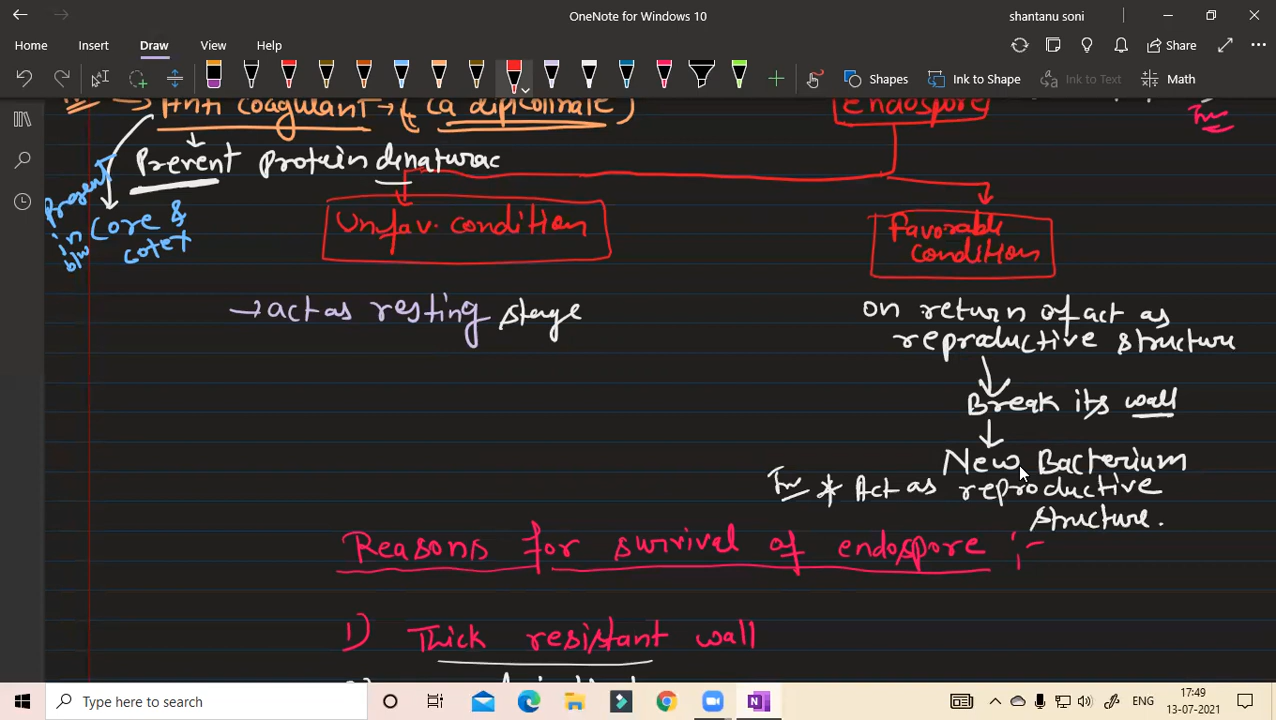 OneNote for Windows 10
shantanu soni
Home Insert Draw View Help
Share
Shapes Ink to Shape Ink to Text Math
Anti coagulant → (Ca dipicolinate)
endospore
Imp
Prevent protein denaturac
Present in b/w
Core & cotex
Unfav. condition
Favorable
condition
→ act as resting stage
on return of act as
reproductive structure
Break its wall
New Bacterium
* Act as reproductive
structure.
Reasons for survival of endospore :-
1) Thick resistant wall
Type here to search
ENG
17:49
13-07-2021